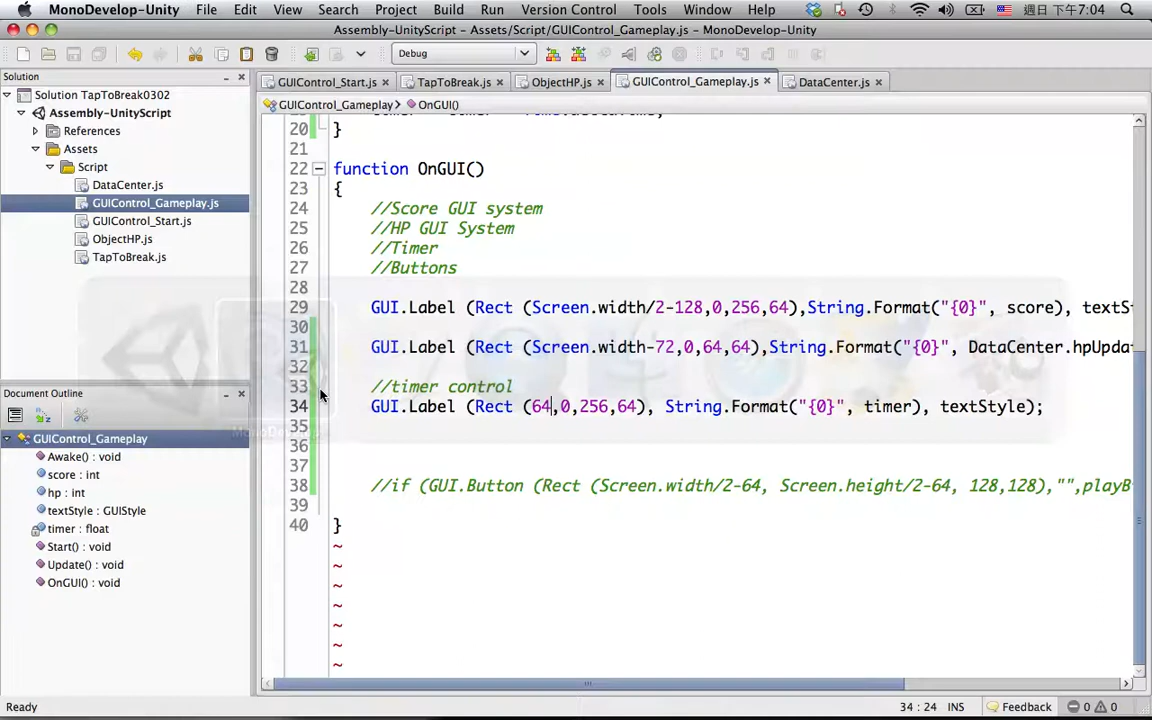 MonoDevelop-Unity File Edit View Search Project Build Run Version Control Tools Window Help 週日 下午7:04
Assembly-UnityScript - Assets/Script/GUIControl_Gameplay.js - MonoDevelop-Unity
Debug
Solution
GUIControl_Start.js
TapToBreak.js
ObjectHP.js
GUIControl_Gameplay.js
DataCenter.js
Solution TapToBreak0302
Assembly-UnityScript
References
Assets
Script
DataCenter.js
GUIControl_Gameplay.js
GUIControl_Start.js
ObjectHP.js
TapToBreak.js
Document Outline
GUIControl_Gameplay
Awake() : void
score : int
hp : int
textStyle : GUIStyle
timer : float
Start() : void
Update() : void
OnGUI() : void
GUIControl_Gameplay OnGUI()
20 }
21
22 function OnGUI()
23 {
24 //Score GUI system
25 //HP GUI System
26 //Timer
27 //Buttons
28
29 GUI.Label (Rect (Screen.width/2-128,0,256,64),String.Format("{0}", score), textSt
30
31 GUI.Label (Rect (Screen.width-72,0,64,64),String.Format("{0}", DataCenter.hpUpda
32
33 //timer control
34 GUI.Label (Rect (64,0,256,64), String.Format("{0}", timer), textStyle);
35
36
37
38 //if (GUI.Button (Rect (Screen.width/2-64, Screen.height/2-64, 128,128),"",playB
39
40 }
~
~
~
~
~
~
~
Ready 34 : 24 INS Feedback 0 0